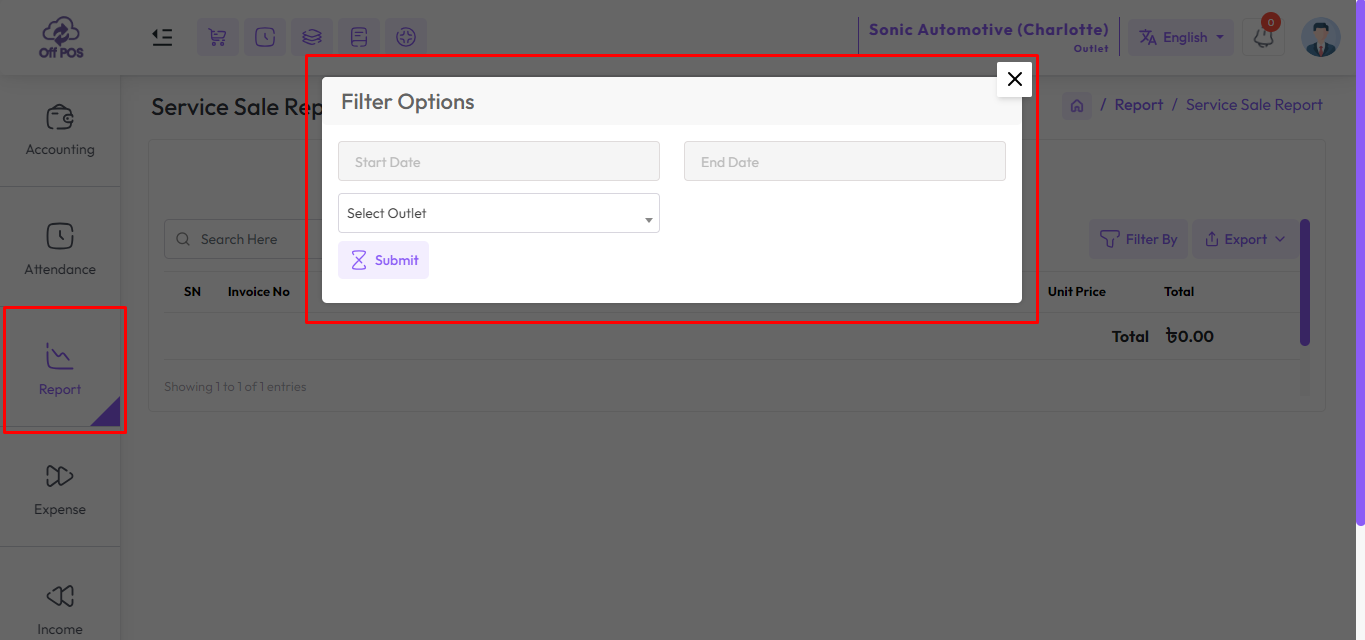 Off POS
Sonic Automotive (Charlotte)
Outlet
English
0
Accounting
Attendance
Report
Expense
Income
Service Sale Rep
Report / Service Sale Report
/
Filter Options
Start Date
End Date
Select Outlet
Submit
Search Here
Filter By
Export
SN Invoice No Unit Price Total
Total ৳0.00
Showing 1 to 1 of 1 entries